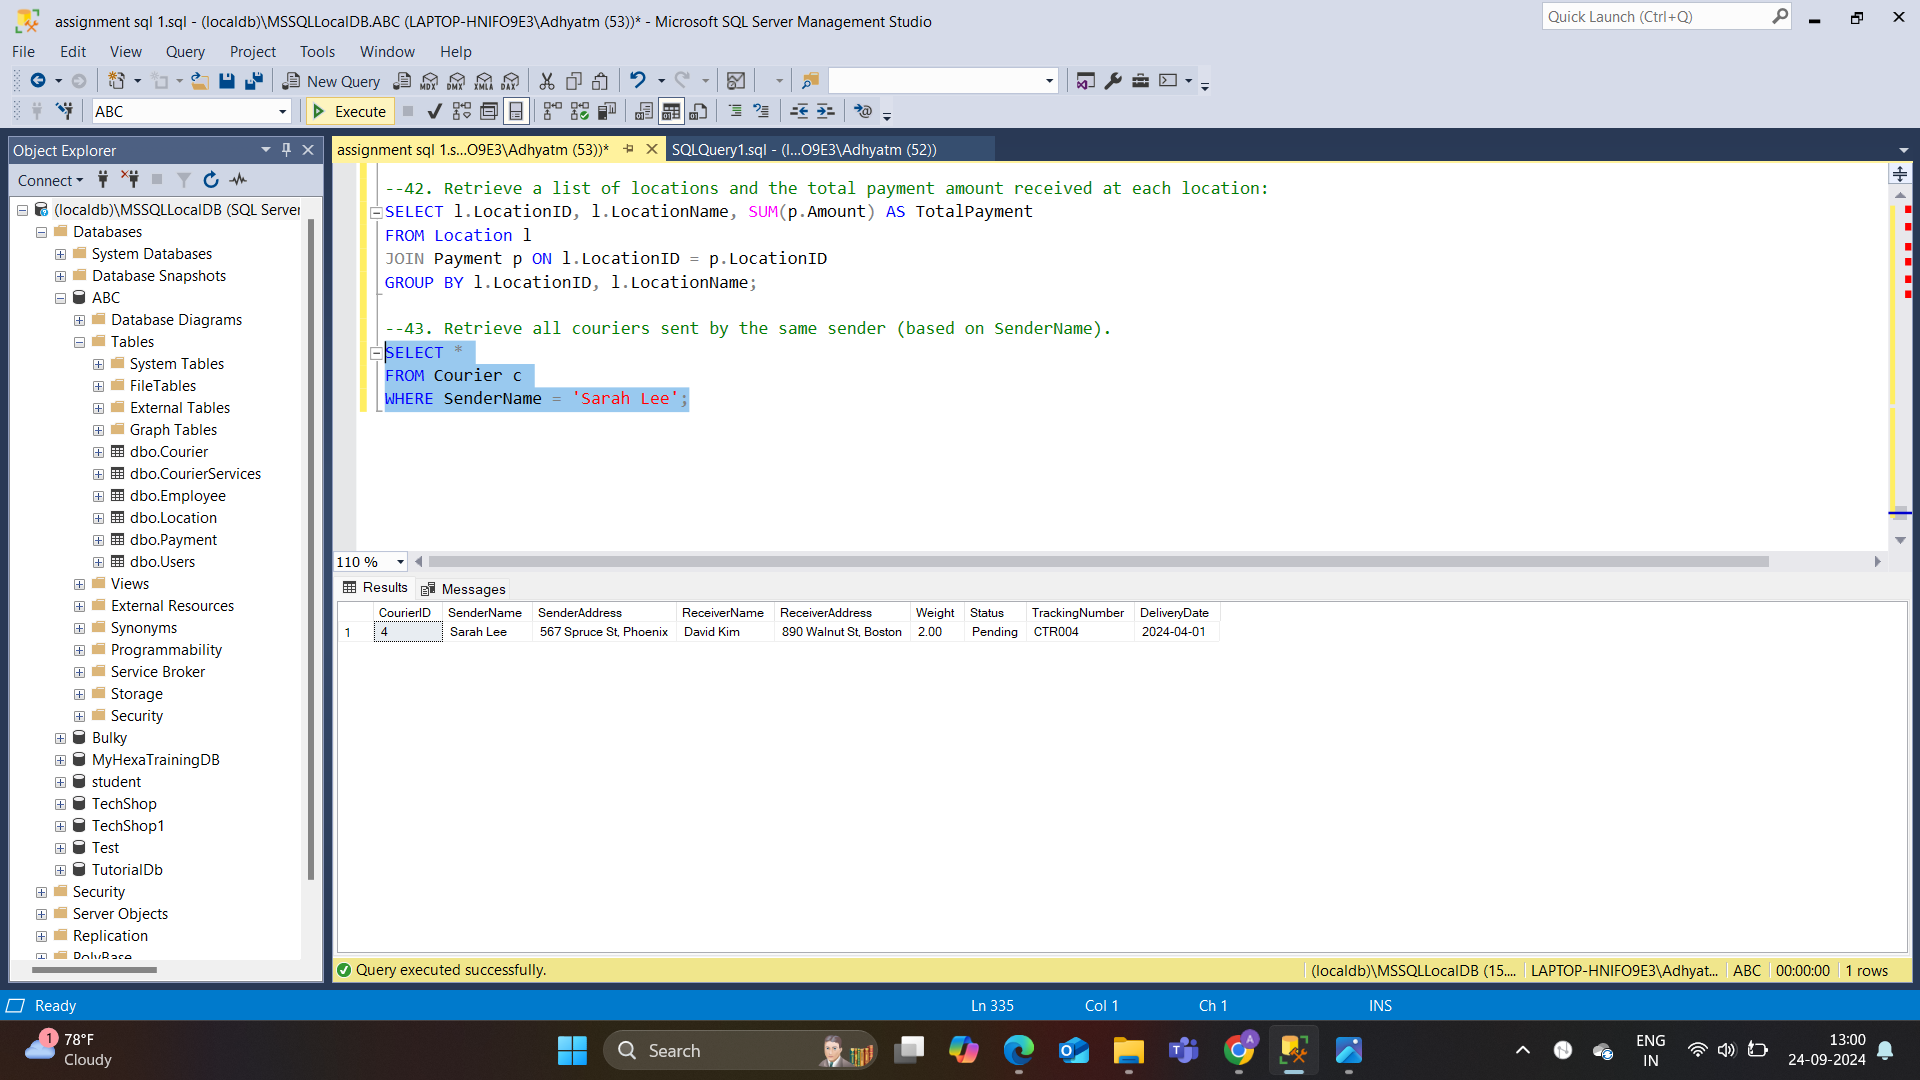 assignment sql 1.sql - (localdb)\MSSQLLocalDB.ABC (LAPTOP-HNIFO9E3\Adhyatm (53))* - Microsoft SQL Server Management Studio
Quick Launch (Ctrl+Q)
File Edit View Query Project Tools Window Help
New Query MDX DMX XMLA DAX
ABC Execute
Object Explorer
assignment sql 1.s...O9E3\Adhyatm (53))* SQLQuery1.sql - (l...O9E3\Adhyatm (52))
Connect
(localdb)\MSSQLLocalDB (SQL Server
Databases
System Databases
Database Snapshots
ABC
Database Diagrams
Tables
System Tables
FileTables
External Tables
Graph Tables
dbo.Courier
dbo.CourierServices
dbo.Employee
dbo.Location
dbo.Payment
dbo.Users
Views
External Resources
Synonyms
Programmability
Service Broker
Storage
Security
Bulky
MyHexaTrainingDB
student
TechShop
TechShop1
Test
TutorialDb
Security
Server Objects
Replication
PolyBase
--42. Retrieve a list of locations and the total payment amount received at each location:
SELECT l.LocationID, l.LocationName, SUM(p.Amount) AS TotalPayment
FROM Location l
JOIN Payment p ON l.LocationID = p.LocationID
GROUP BY l.LocationID, l.LocationName;
--43. Retrieve all couriers sent by the same sender (based on SenderName).
SELECT *
FROM Courier c
WHERE SenderName = 'Sarah Lee';
110 %
Results Messages
CourierID SenderName SenderAddress ReceiverName ReceiverAddress Weight Status TrackingNumber DeliveryDate
1 4 Sarah Lee 567 Spruce St, Phoenix David Kim 890 Walnut St, Boston 2.00 Pending CTR004 2024-04-01
Query executed successfully. (localdb)\MSSQLLocalDB (15.... LAPTOP-HNIFO9E3\Adhyat... ABC 00:00:00 1 rows
Ready Ln 335 Col 1 Ch 1 INS
1 78°F
Cloudy
Search
A
ENG
IN
13:00
24-09-2024